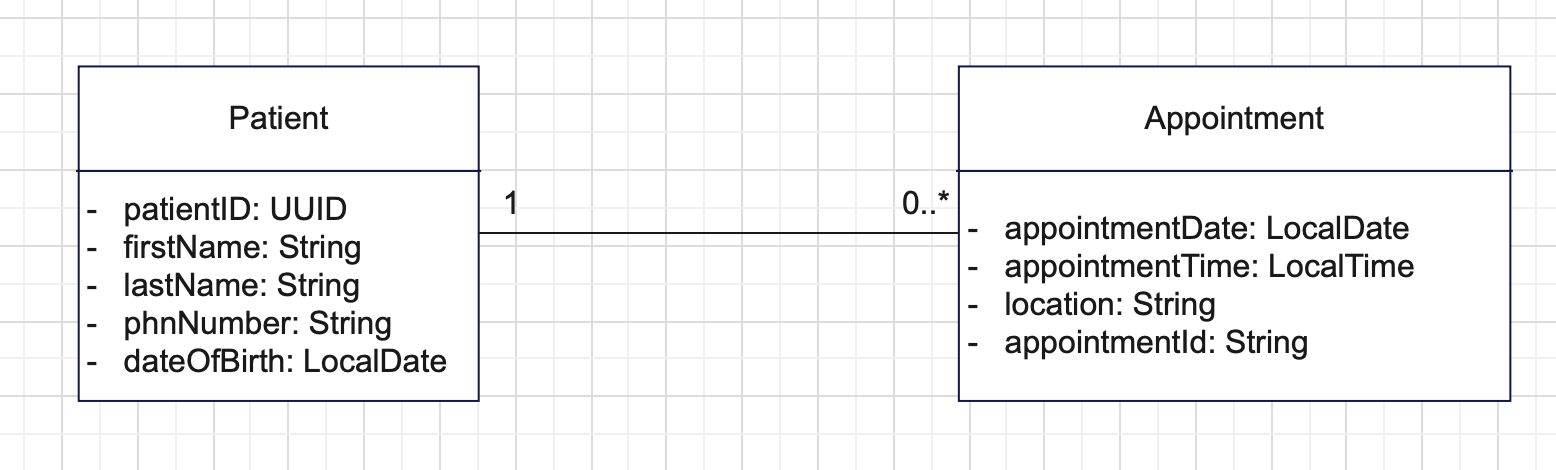 Patient
- patientID: UUID
- firstName: String
- lastName: String
- phnNumber: String
- dateOfBirth: LocalDate
1
0..*
Appointment
- appointmentDate: LocalDate
- appointmentTime: LocalTime
- location: String
- appointmentId: String